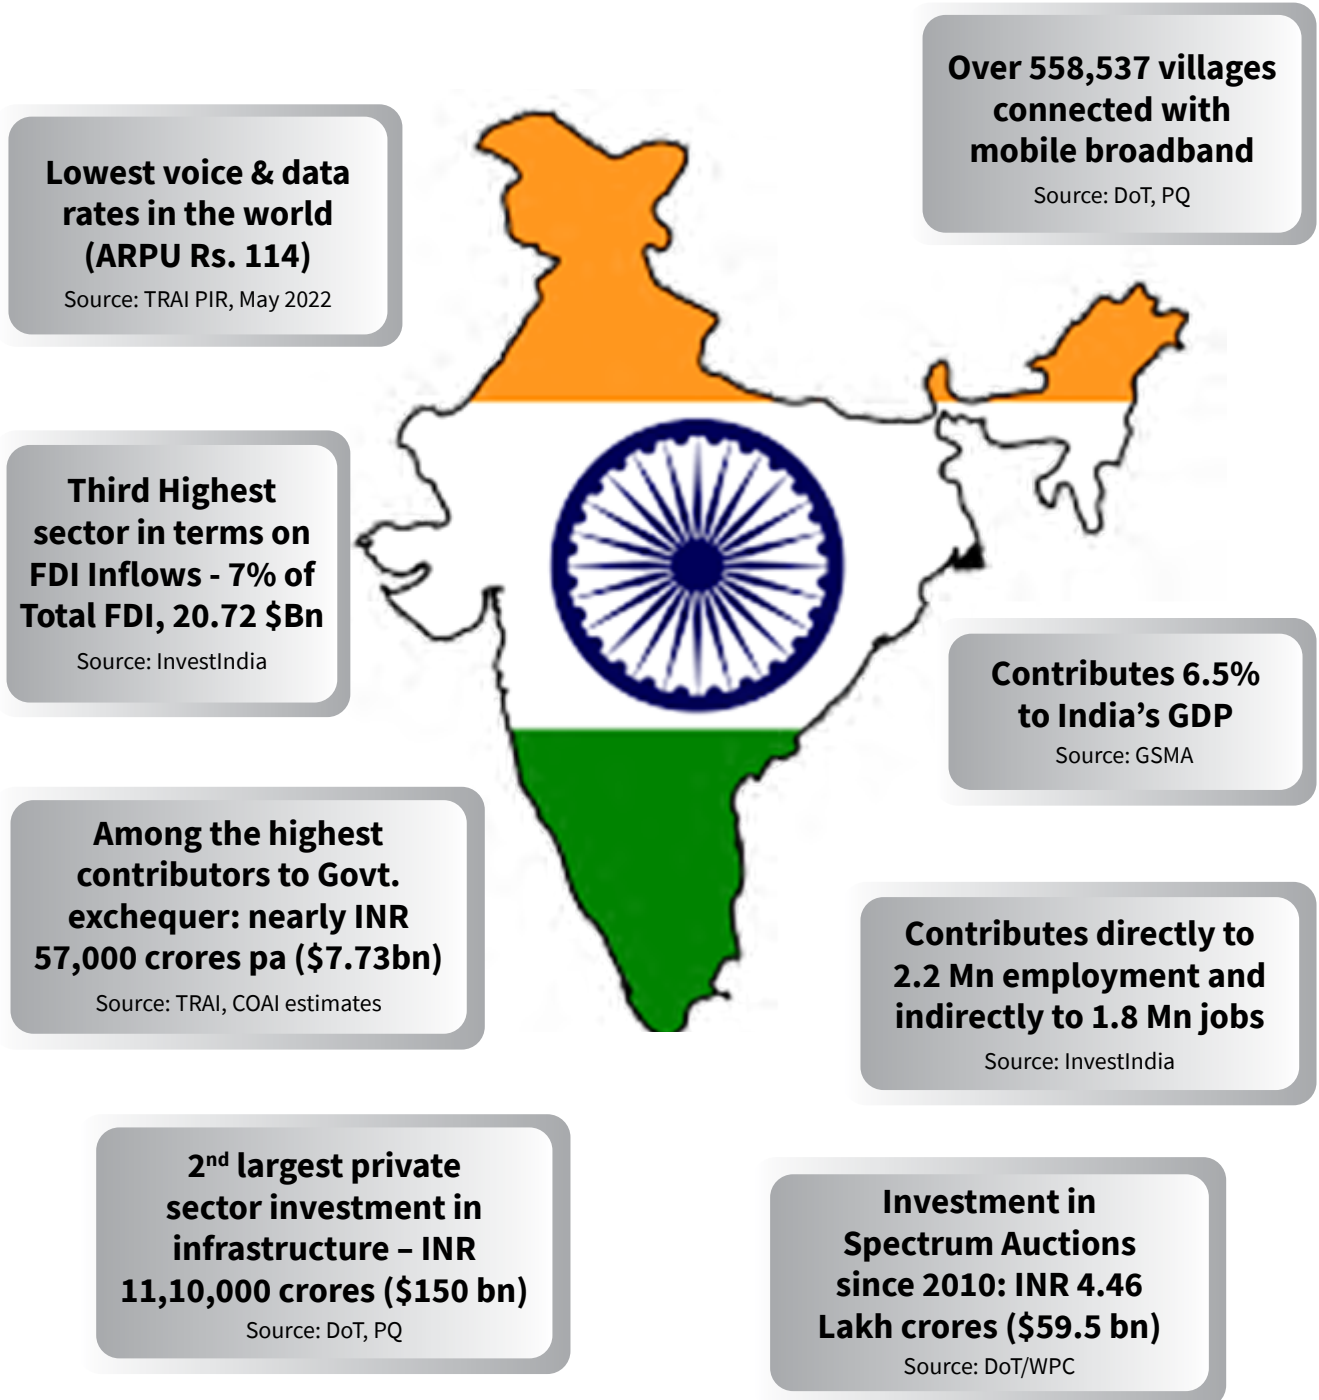 Over 558,537 villages
connected with
mobile broadband
Source: DoT, PQ
Lowest voice & data
rates in the world
(ARPU Rs. 114)
Source: TRAI PIR, May 2022
Third Highest
sector in terms on
FDI Inflows - 7% of
Total FDI, 20.72 $Bn
Source: InvestIndia
Contributes 6.5%
to India’s GDP
Source: GSMA
Among the highest
contributors to Govt.
exchequer: nearly INR
57,000 crores pa ($7.73bn)
Source: TRAI, COAI estimates
Contributes directly to
2.2 Mn employment and
indirectly to 1.8 Mn jobs
Source: InvestIndia
2nd largest private
sector investment in
infrastructure – INR
11,10,000 crores ($150 bn)
Source: DoT, PQ
Investment in
Spectrum Auctions
since 2010: INR 4.46
Lakh crores ($59.5 bn)
Source: DoT/WPC